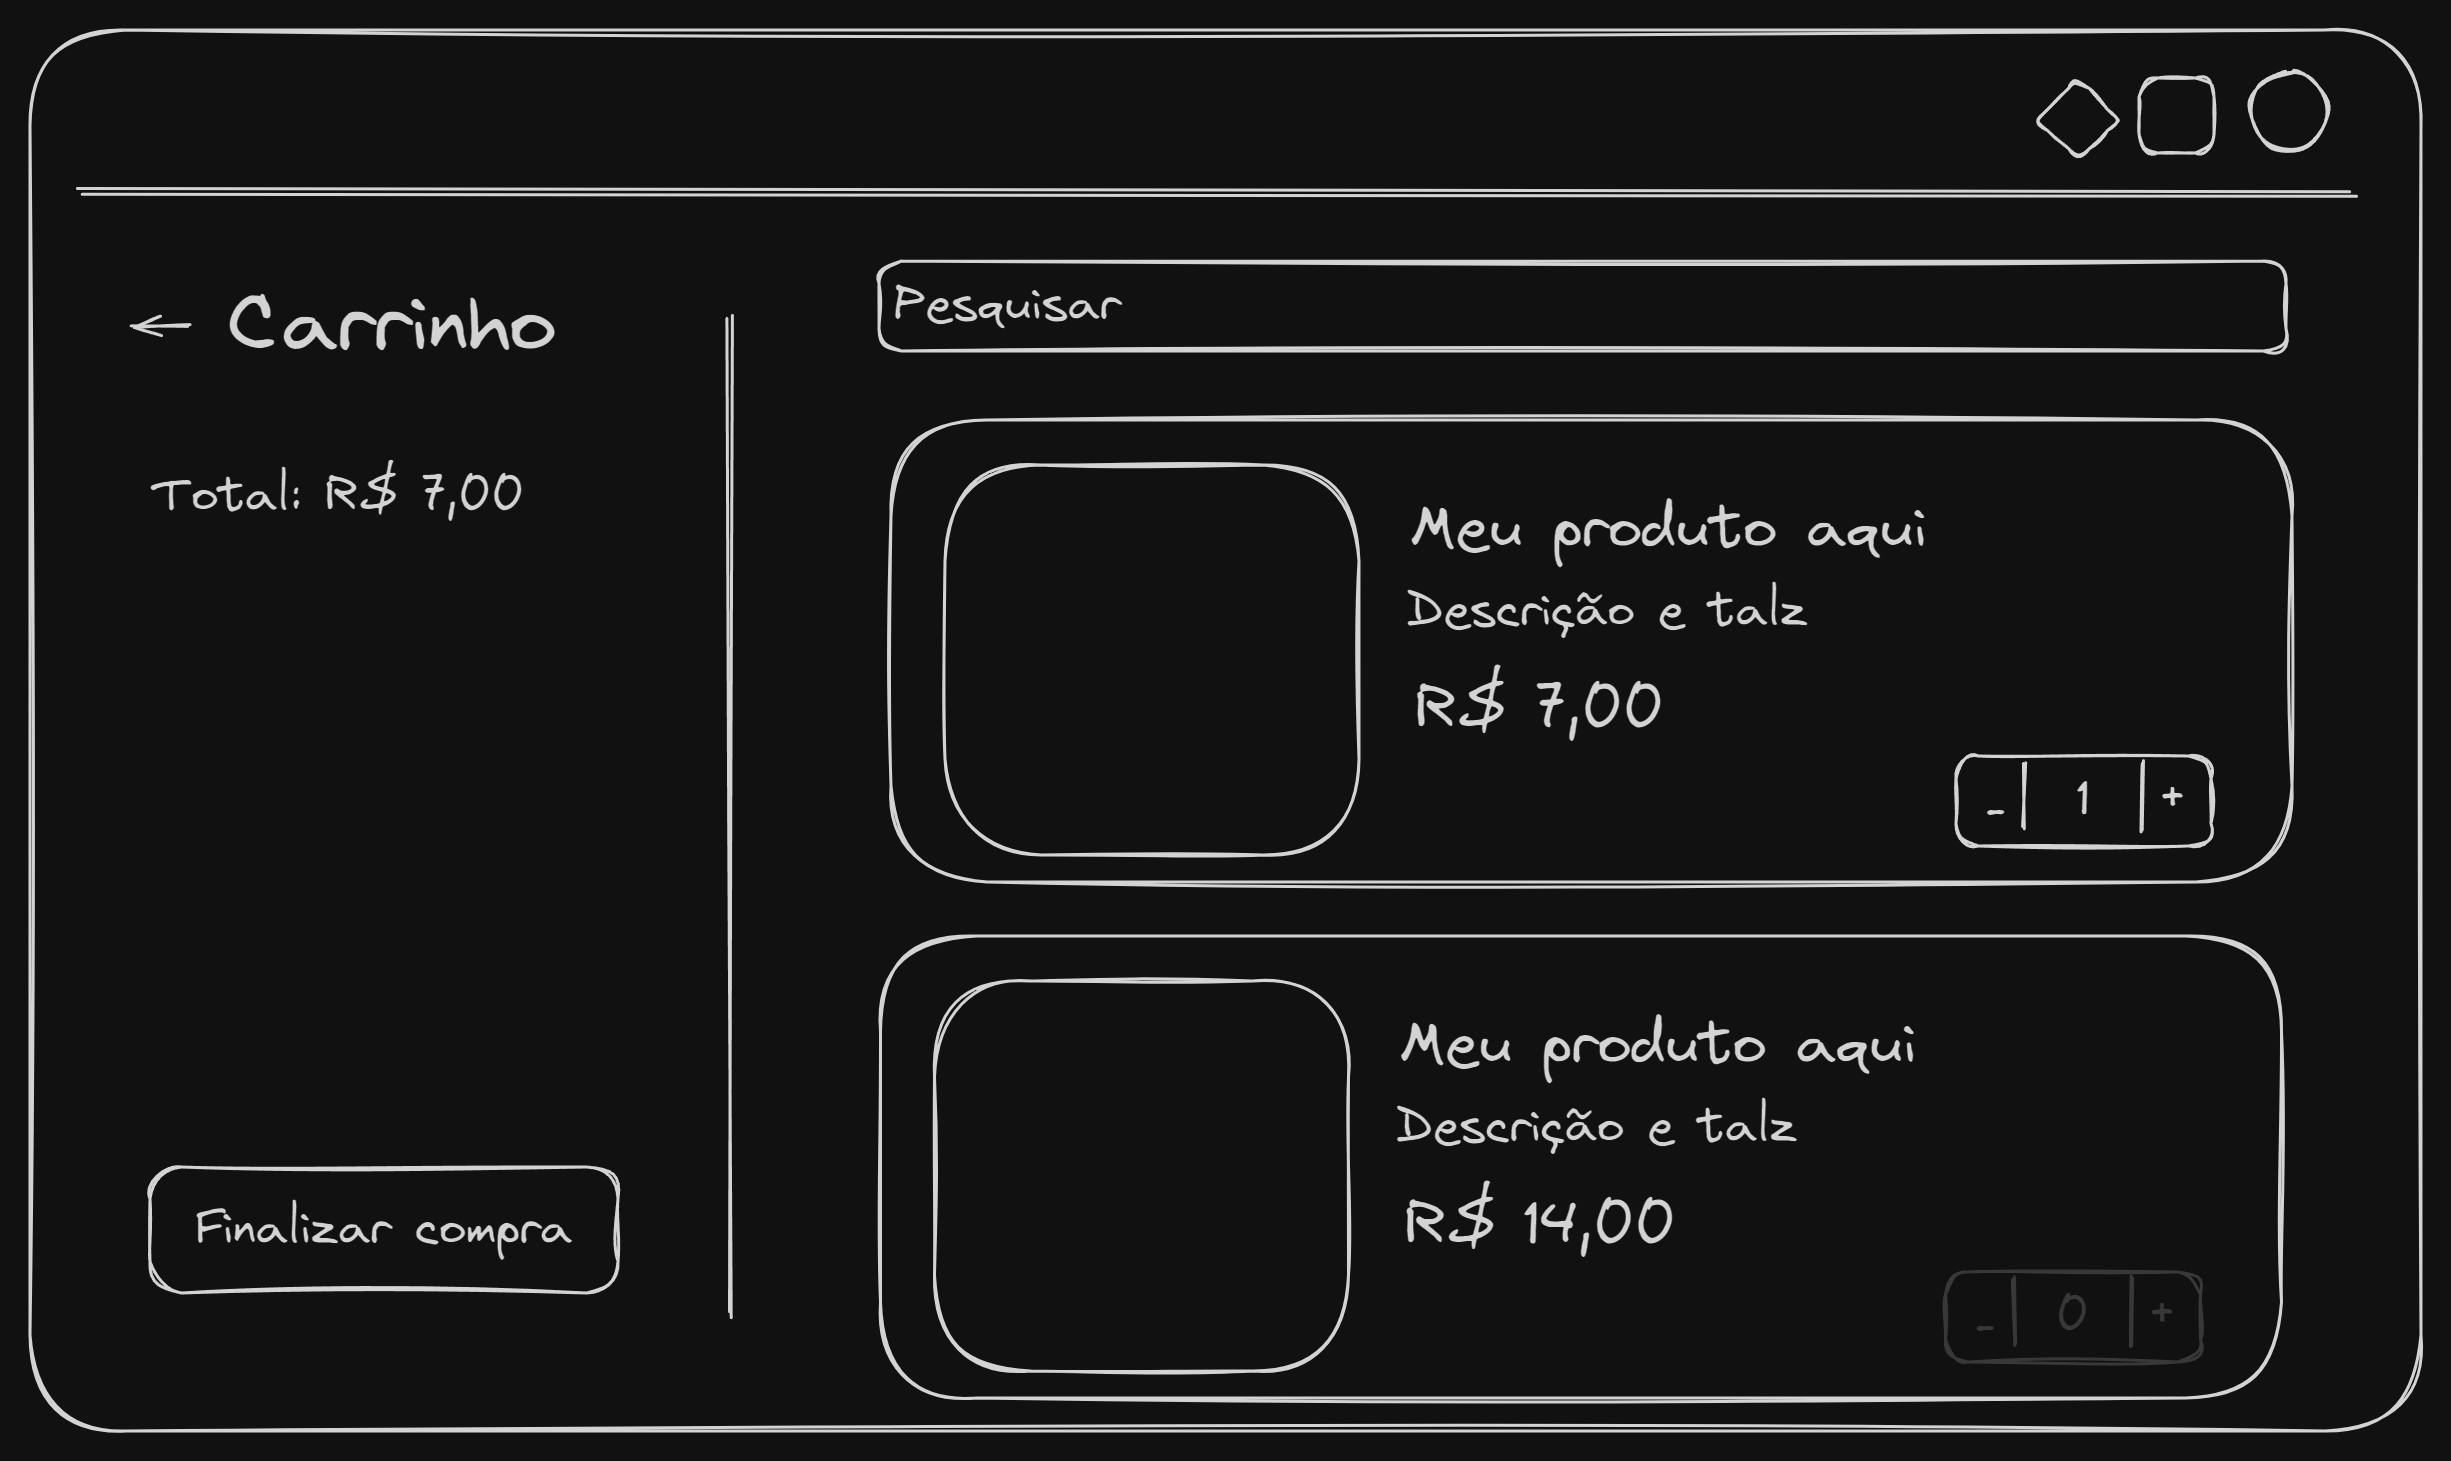 ← Carrinho
Total: R$ 7,00
Finalizar compra
Pesquisar
Meu produto aqui
Descrição e talz
R$ 7,00
- 1 +
Meu produto aqui
Descrição e talz
R$ 14,00
- 0 +